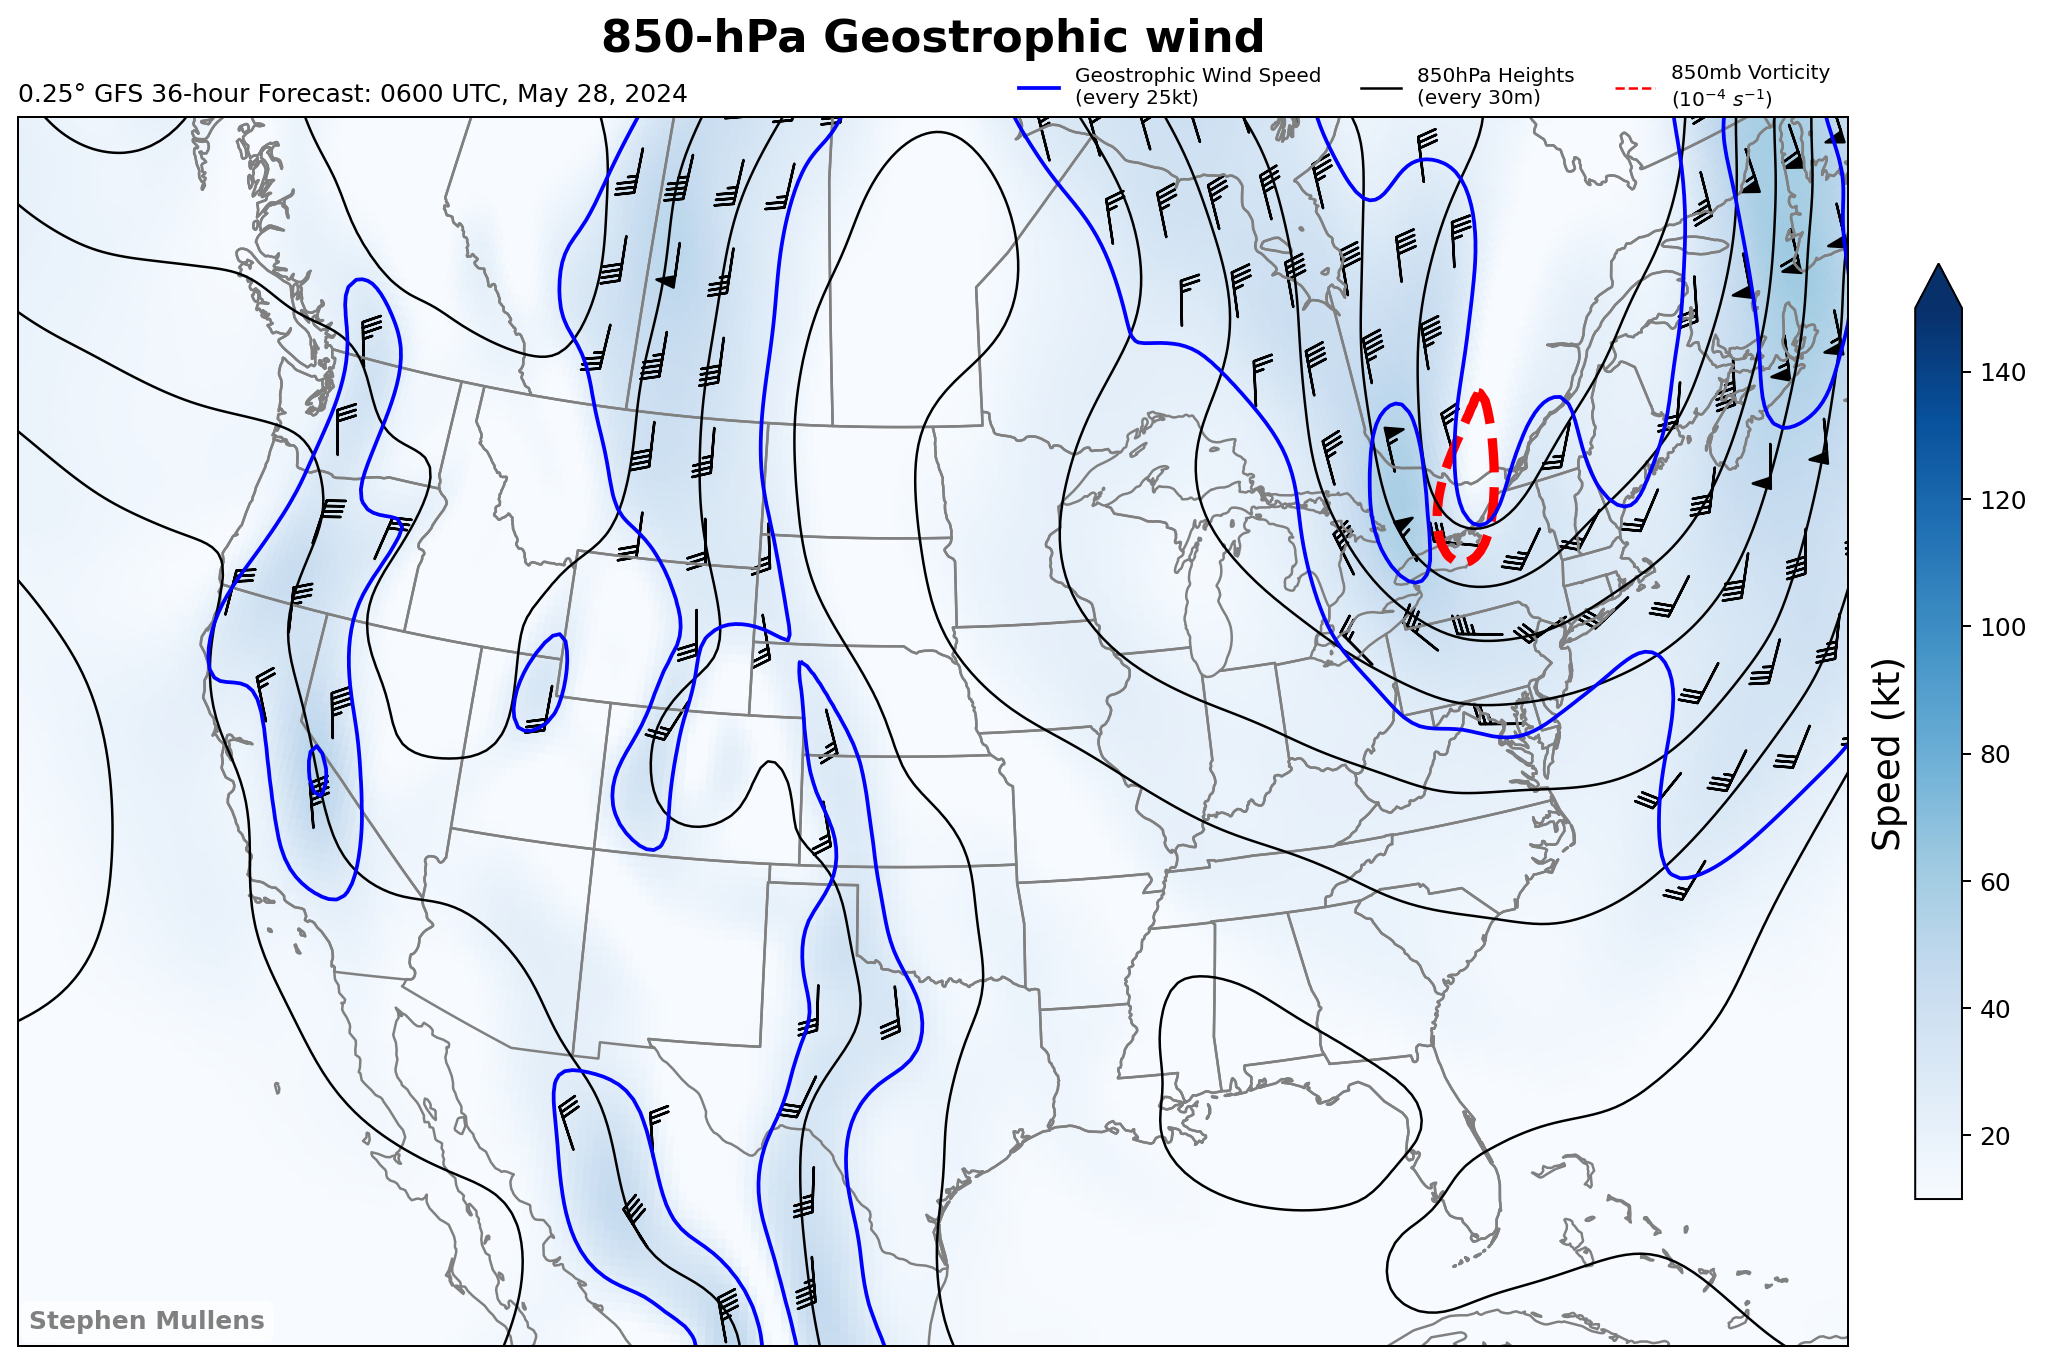 850-hPa Geostrophic wind
0.25° GFS 36-hour Forecast: 0600 UTC, May 28, 2024
Geostrophic Wind Speed
(every 25kt)
850hPa Heights
(every 30m)
850mb Vorticity
(10⁻⁴ s⁻¹)
140
120
100
80
60
40
20
Speed (kt)
Stephen Mullens